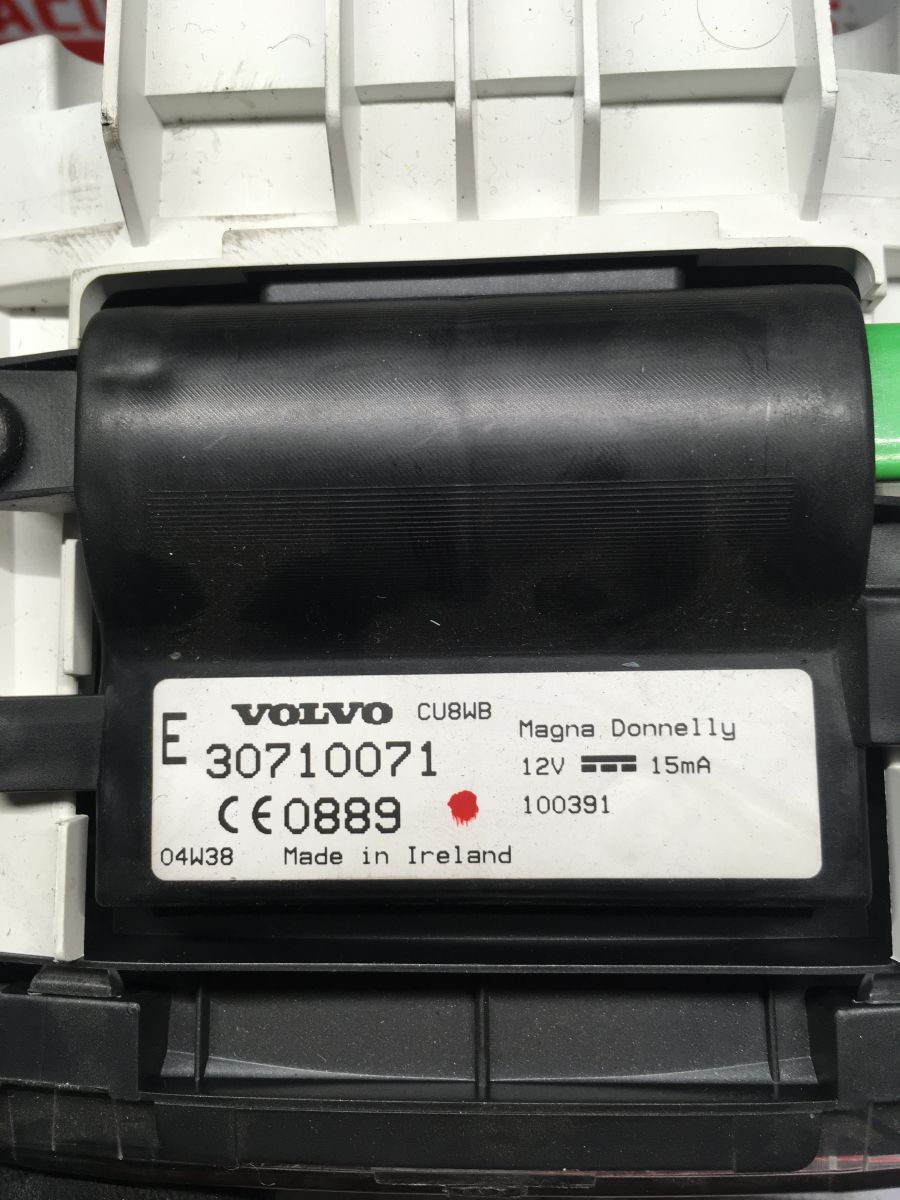 VOLVO CU8WB
E 30710071
CE0889
04W38 Made in Ireland
Magna Donnelly
12V 15mA
100391